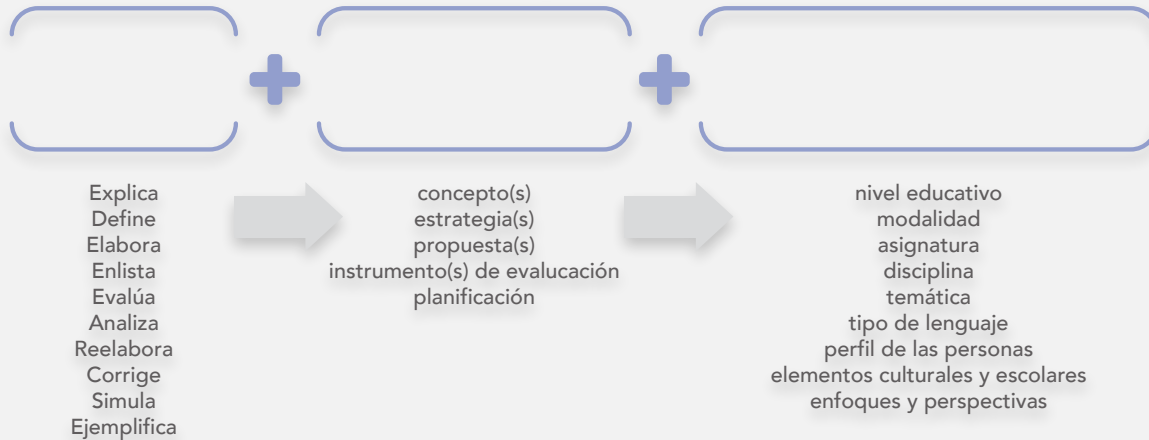 Explica
Define
Elabora
Enlista
Evalúa
Analiza
Reelabora
Corrige
Simula
Ejemplifica
concepto(s)
estrategia(s)
propuesta(s)
instrumento(s) de evalucación
planificación
nivel educativo
modalidad
asignatura
disciplina
temática
tipo de lenguaje
perfil de las personas
elementos culturales y escolares
enfoques y perspectivas